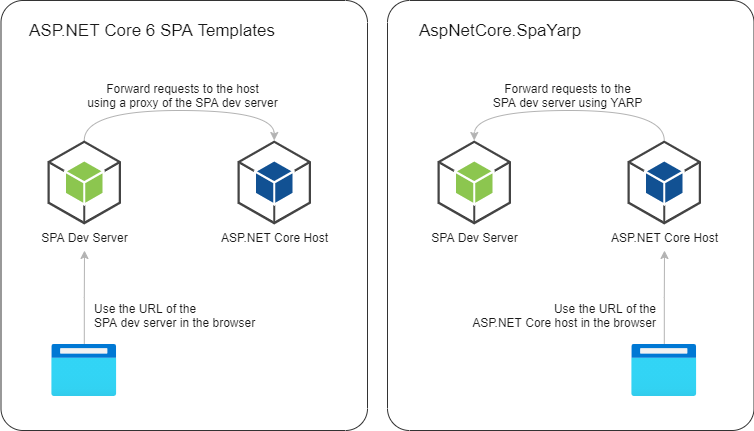 ASP.NET Core 6 SPA Templates
Forward requests to the host
using a proxy of the SPA dev server
SPA Dev Server
ASP.NET Core Host
Use the URL of the
SPA dev server in the browser
AspNetCore.SpaYarp
Forward requests to the
SPA dev server using YARP
SPA Dev Server
ASP.NET Core Host
Use the URL of the
ASP.NET Core host in the browser